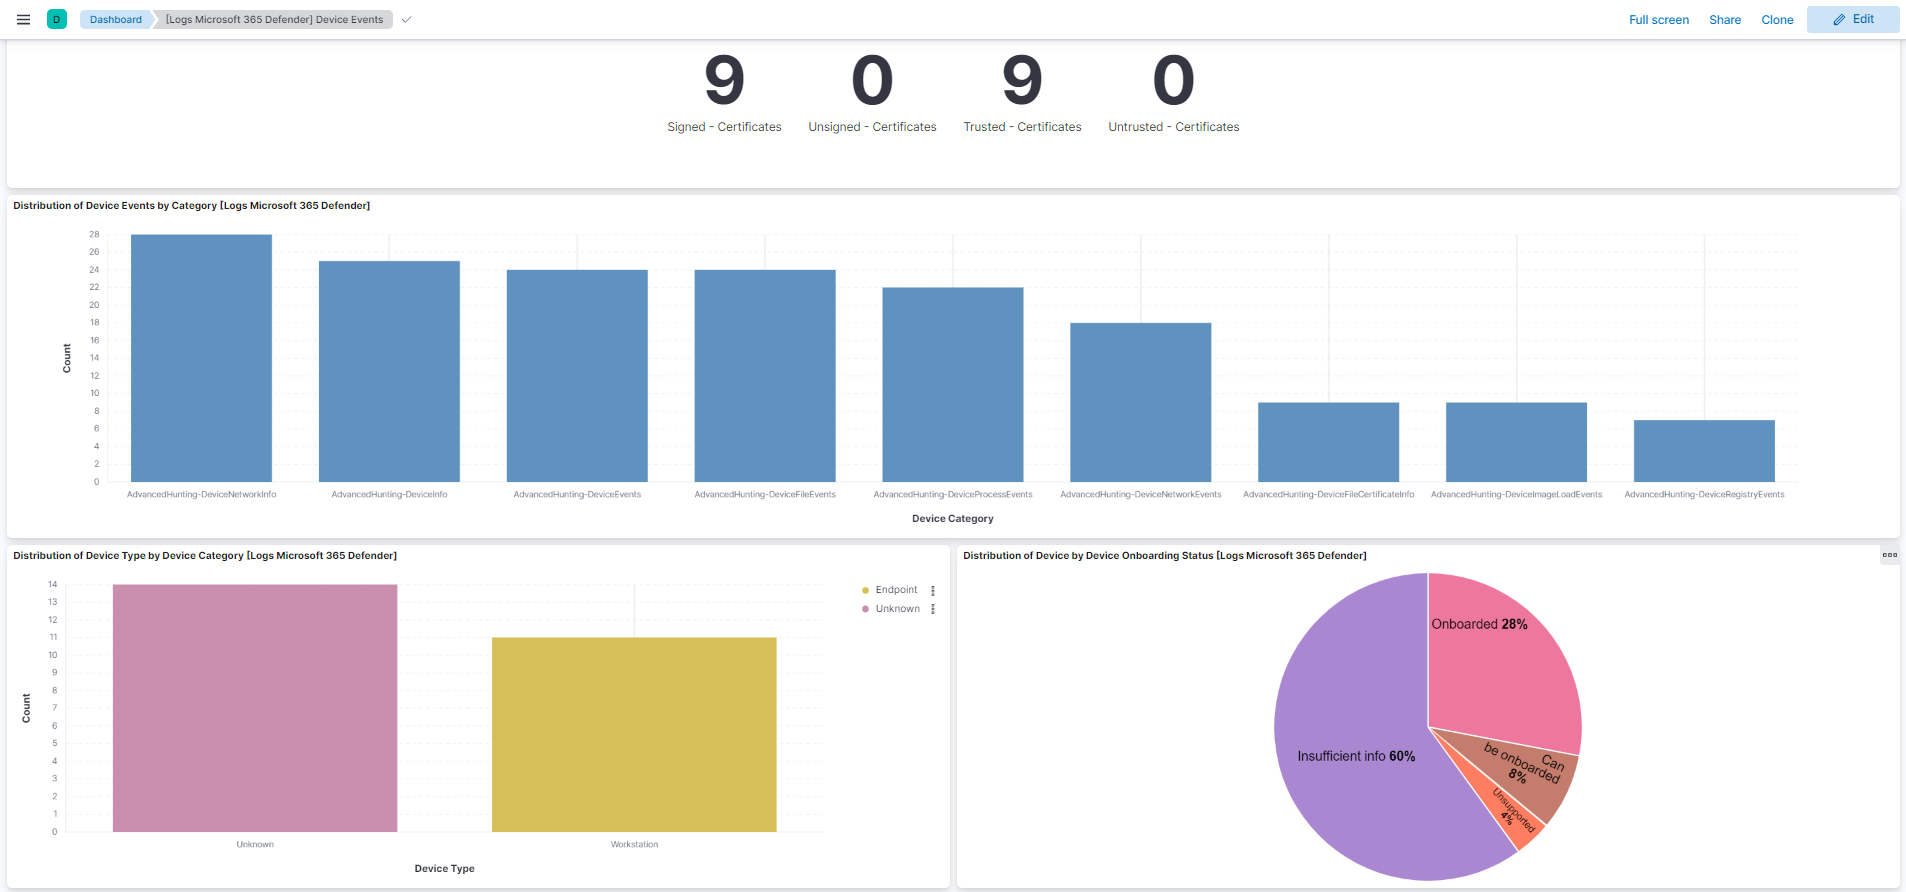 D Dashboard [Logs Microsoft 365 Defender] Device Events Full screen Share Clone Edit
9 0 9 0
Signed - Certificates Unsigned - Certificates Trusted - Certificates Untrusted - Certificates
Distribution of Device Events by Category [Logs Microsoft 365 Defender]
28
26
24
22
20
18
16
14
12
10
8
6
4
2
0
Count
AdvancedHunting-DeviceNetworkInfo AdvancedHunting-DeviceInfo AdvancedHunting-DeviceEvents AdvancedHunting-DeviceFileEvents AdvancedHunting-DeviceProcessEvents AdvancedHunting-DeviceNetworkEvents AdvancedHunting-DeviceFileCertificateInfo AdvancedHunting-DeviceImageLoadEvents AdvancedHunting-DeviceRegistryEvents
Device Category
Distribution of Device Type by Device Category [Logs Microsoft 365 Defender]
14
13
12
11
10
9
8
7
6
5
4
3
2
1
0
Count
Unknown Workstation
Device Type
Endpoint
Unknown
Distribution of Device by Device Onboarding Status [Logs Microsoft 365 Defender]
Onboarded 28%
Can
be onboarded
8%
Unsupported
4%
Insufficient info 60%